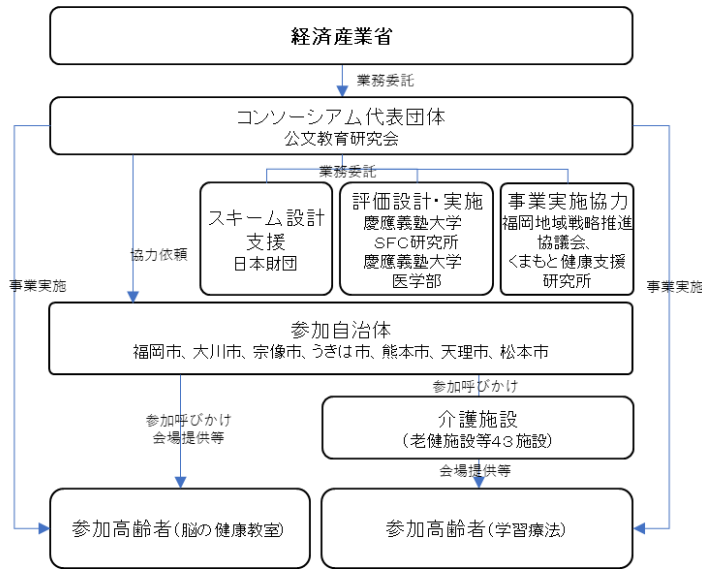 経済産業省
業務委託
コンソーシアム代表団体
公文教育研究会
業務委託
スキーム設計
支援
日本財団
評価設計・実施
慶應義塾大学
SFC研究所
慶應義塾大学
医学部
事業実施協力
福岡地域戦略推進
協議会、
くまもと健康支援
研究所
協力依頼
事業実施
事業実施
参加自治体
福岡市、大川市、宗像市、うきは市、熊本市、天理市、松本市
参加呼びかけ
会場提供等
参加呼びかけ
介護施設
(老健施設等43施設)
会場提供等
参加高齢者(脳の健康教室)
参加高齢者(学習療法)